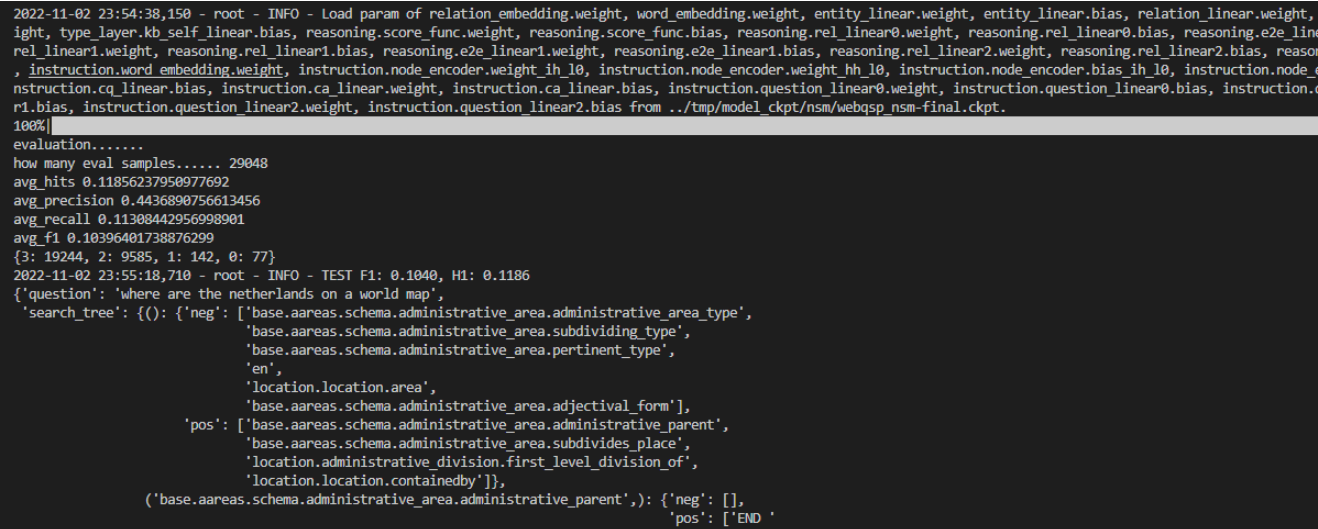 2022-11-02 23:54:38,150 - root - INFO - Load param of relation_embedding.weight, word_embedding.weight, entity_linear.weight, entity_linear.bias, relation_linear.weight,
ight, type_layer.kb_self_linear.bias, reasoning.score_func.weight, reasoning.score_func.bias, reasoning.rel_linear0.weight, reasoning.rel_linear0.bias, reasoning.e2e_line
rel_linear1.weight, reasoning.rel_linear1.bias, reasoning.e2e_linear1.weight, reasoning.e2e_linear1.bias, reasoning.rel_linear2.weight, reasoning.rel_linear2.bias, reason
, instruction.word_embedding.weight, instruction.node_encoder.weight_ih_l0, instruction.node_encoder.weight_hh_l0, instruction.node_encoder.bias_ih_l0, instruction.node_e
nstruction.cq_linear.bias, instruction.ca_linear.weight, instruction.ca_linear.bias, instruction.question_linear0.weight, instruction.question_linear0.bias, instruction.q
r1.bias, instruction.question_linear2.weight, instruction.question_linear2.bias from ../tmp/model_ckpt/nsm/webqsp_nsm-final.ckpt.
100%|
evaluation.......
how many eval samples...... 29048
avg_hits 0.11856237950977692
avg_precision 0.4436890756613456
avg_recall 0.11308442956998901
avg_f1 0.10396401738876299
{3: 19244, 2: 9585, 1: 142, 0: 77}
2022-11-02 23:55:18,710 - root - INFO - TEST F1: 0.1040, H1: 0.1186
{'question': 'where are the netherlands on a world map',
'search_tree': {(): {'neg': ['base.aareas.schema.administrative_area.administrative_area_type',
'base.aareas.schema.administrative_area.subdividing_type',
'base.aareas.schema.administrative_area.pertinent_type',
'en',
'location.location.area',
'base.aareas.schema.administrative_area.adjectival_form'],
'pos': ['base.aareas.schema.administrative_area.administrative_parent',
'base.aareas.schema.administrative_area.subdivides_place',
'location.administrative_division.first_level_division_of',
'location.location.containedby']},
('base.aareas.schema.administrative_area.administrative_parent',): {'neg': [],
'pos': ['END '